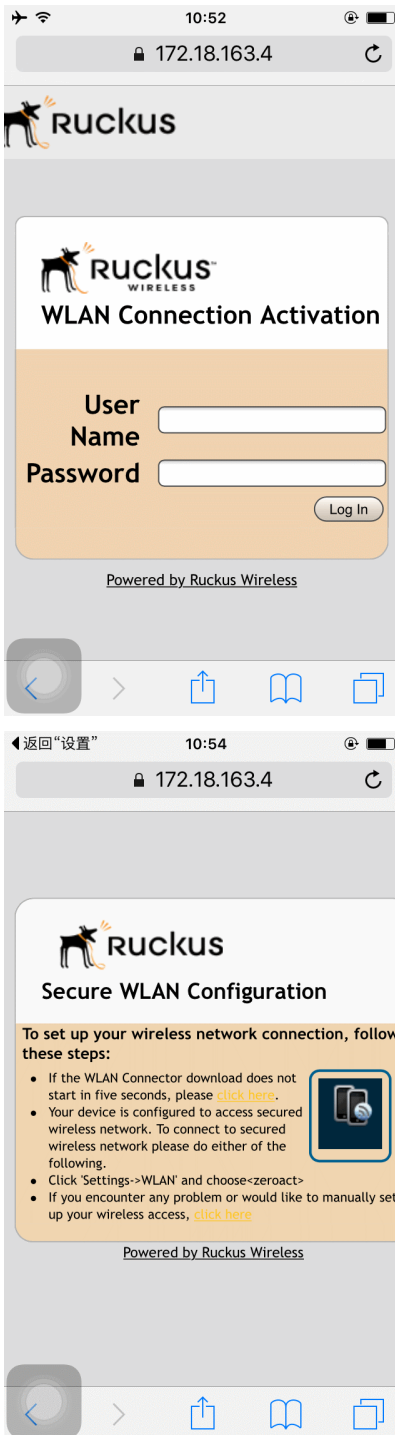 10:52
172.18.163.4
Ruckus
Ruckus™
WIRELESS
WLAN Connection Activation
User
Name
Password
Log In
Powered by Ruckus Wireless
返回“设置”
10:54
172.18.163.4
Ruckus
Secure WLAN Configuration
To set up your wireless network connection, follow
these steps:
• If the WLAN Connector download does not
start in five seconds, please click here.
• Your device is configured to access secured
wireless network. To connect to secured
wireless network please do either of the
following.
• Click 'Settings->WLAN' and choose<zeroact>
• If you encounter any problem or would like to manually set
up your wireless access, click here
Powered by Ruckus Wireless